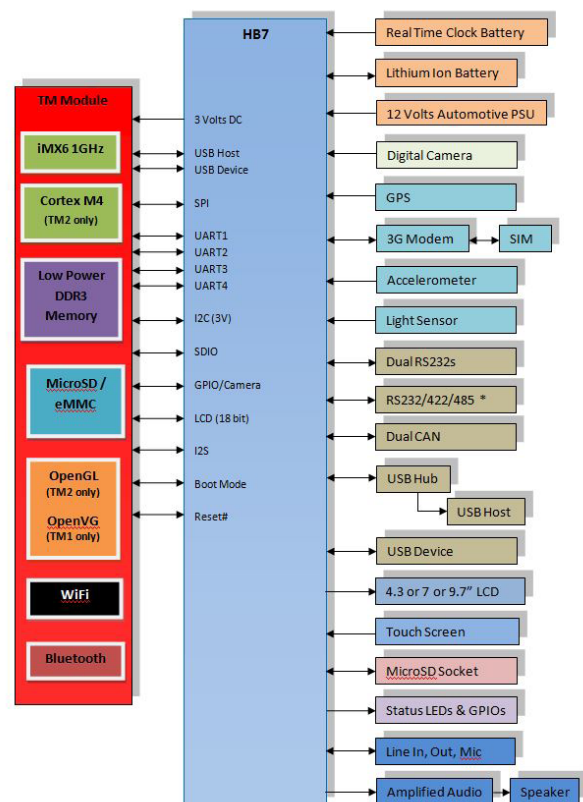 HB7
TM Module
iMX6 1GHz
Cortex M4
(TM2 only)
Low Power
DDR3
Memory
MicroSD /
eMMC
OpenGL
(TM2 only)
OpenVG
(TM1 only)
WiFi
Bluetooth
3 Volts DC
USB Host
USB Device
SPI
UART1
UART2
UART3
UART4
I2C (3V)
SDIO
GPIO/Camera
LCD (18 bit)
I2S
Boot Mode
Reset#
Real Time Clock Battery
Lithium Ion Battery
12 Volts Automotive PSU
Digital Camera
GPS
3G Modem
SIM
Accelerometer
Light Sensor
Dual RS232s
RS232/422/485 *
Dual CAN
USB Hub
USB Host
USB Device
4.3 or 7 or 9.7” LCD
Touch Screen
MicroSD Socket
Status LEDs & GPIOs
Line In, Out, Mic
Amplified Audio
Speaker